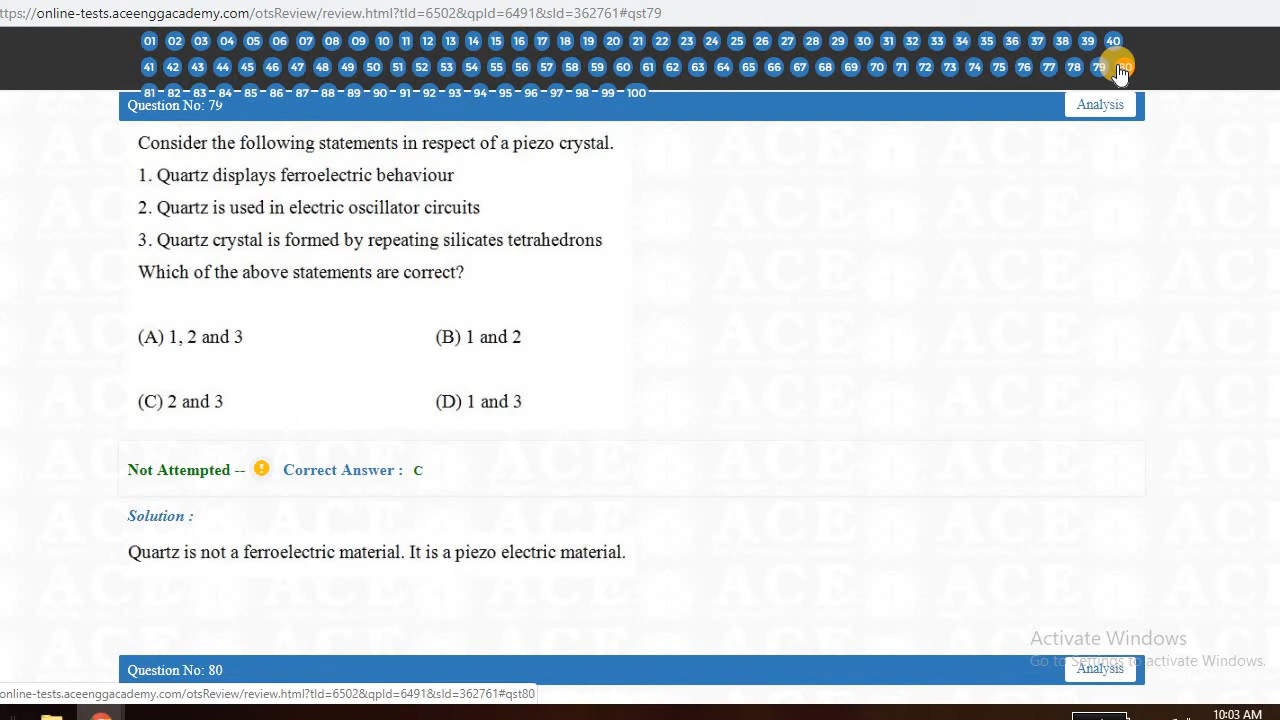 ttps://online-tests.aceenggacademy.com/otsReview/review.html?tId=6502&qpId=6491&sId=362761#qst79
01 02 03 04 05 06 07 08 09 10 11 12 13 14 15 16 17 18 19 20 21 22 23 24 25 26 27 28 29 30 31 32 33 34 35 36 37 38 39 40
41 42 43 44 45 46 47 48 49 50 51 52 53 54 55 56 57 58 59 60 61 62 63 64 65 66 67 68 69 70 71 72 73 74 75 76 77 78 79 80
81 82 83 84 85 86 87 88 89 90 91 92 93 94 95 96 97 98 99 100
Question No: 79 Analysis
Consider the following statements in respect of a piezo crystal.
1. Quartz displays ferroelectric behaviour
2. Quartz is used in electric oscillator circuits
3. Quartz crystal is formed by repeating silicates tetrahedrons
Which of the above statements are correct?
(A) 1, 2 and 3 (B) 1 and 2
(C) 2 and 3 (D) 1 and 3
Not Attempted -- Correct Answer : C
Solution :
Quartz is not a ferroelectric material. It is a piezo electric material.
Activate Windows
Go to Settings to activate Windows.
Question No: 80 Analysis
online-tests.aceenggacademy.com/otsReview/review.html?tId=6502&qpId=6491&sId=362761#qst80
10:03 AM